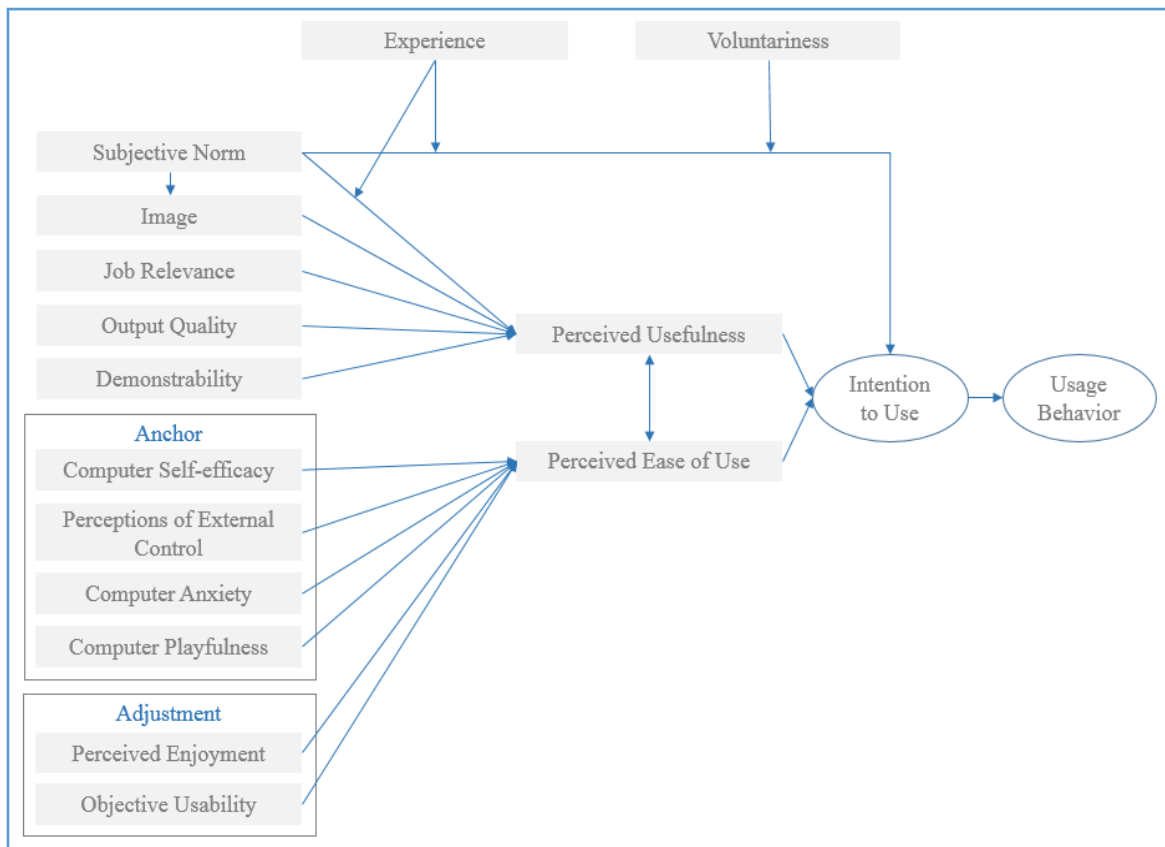 Experience
Voluntariness
Subjective Norm
Image
Job Relevance
Output Quality
Demonstrability
Perceived Usefulness
Intention
to Use
Usage
Behavior
Anchor
Computer Self-efficacy
Perceived Ease of Use
Perceptions of External
Control
Computer Anxiety
Computer Playfulness
Adjustment
Perceived Enjoyment
Objective Usability